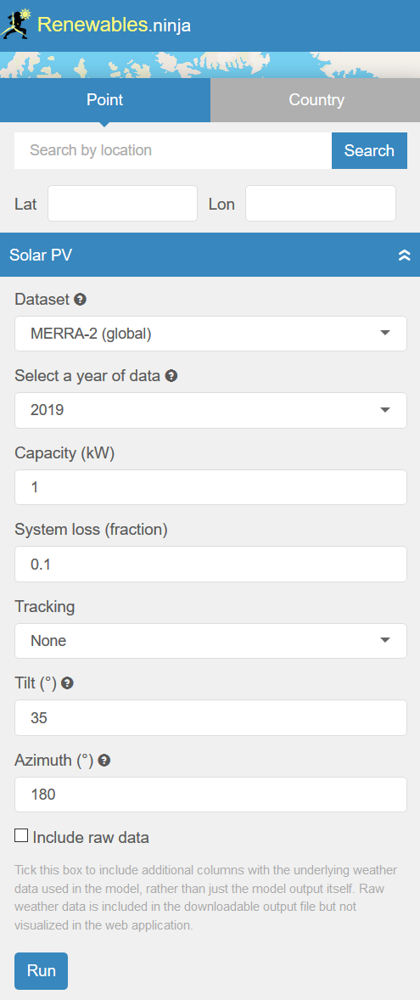 Renewables.ninja
Point Country
Search by location Search
Lat Lon
Solar PV
Dataset ?
MERRA-2 (global)
Select a year of data ?
2019
Capacity (kW)
1
System loss (fraction)
0.1
Tracking
None
Tilt (°) ?
35
Azimuth (°) ?
180
Include raw data
Tick this box to include additional columns with the underlying weather
data used in the model, rather than just the model output itself. Raw
weather data is included in the downloadable output file but not
visualized in the web application.
Run